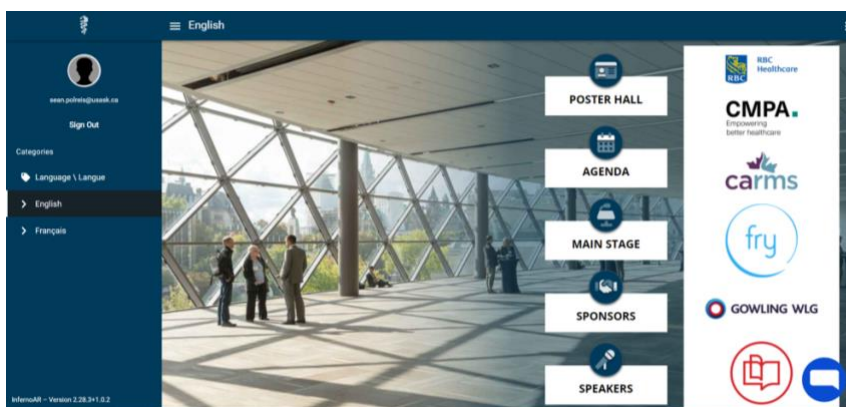 English
sean.polreis@usask.ca
Sign Out
Categories
Language \ Langue
English
Français
InfernoAR – Version 2.28.3+1.0.2
POSTER HALL
AGENDA
MAIN STAGE
SPONSORS
SPEAKERS
RBC
RBC
Healthcare
CMPA.
Empowering
better healthcare
carms
fry
GOWLING WLG